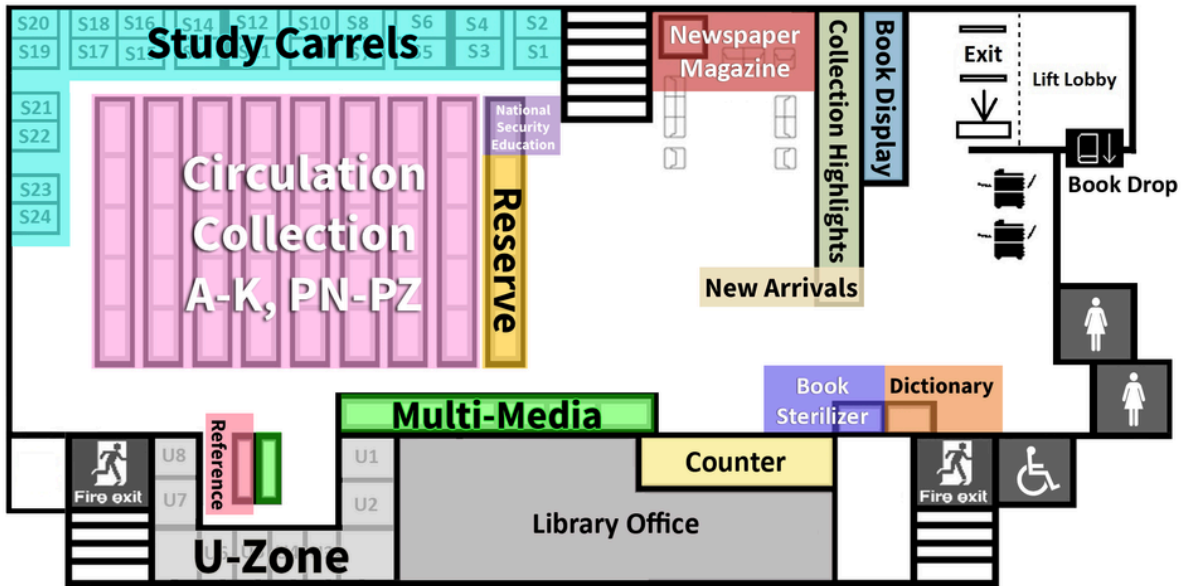 S20
S18
S16
S14
S12
S10
S8
S6
S4
S2
Study Carrels
S19
S17
S3
S1
S21
S22
S23
S24
National
Security
Education
Circulation
Collection
A-K, PN-PZ
Reserve
Newspaper
Magazine
Collection Highlights
Book Display
Exit
Lift Lobby
Book Drop
New Arrivals
Book
Sterilizer
Dictionary
Multi-Media
Reference
Fire exit
U8
U7
U1
U2
U-Zone
Counter
Library Office
Fire exit